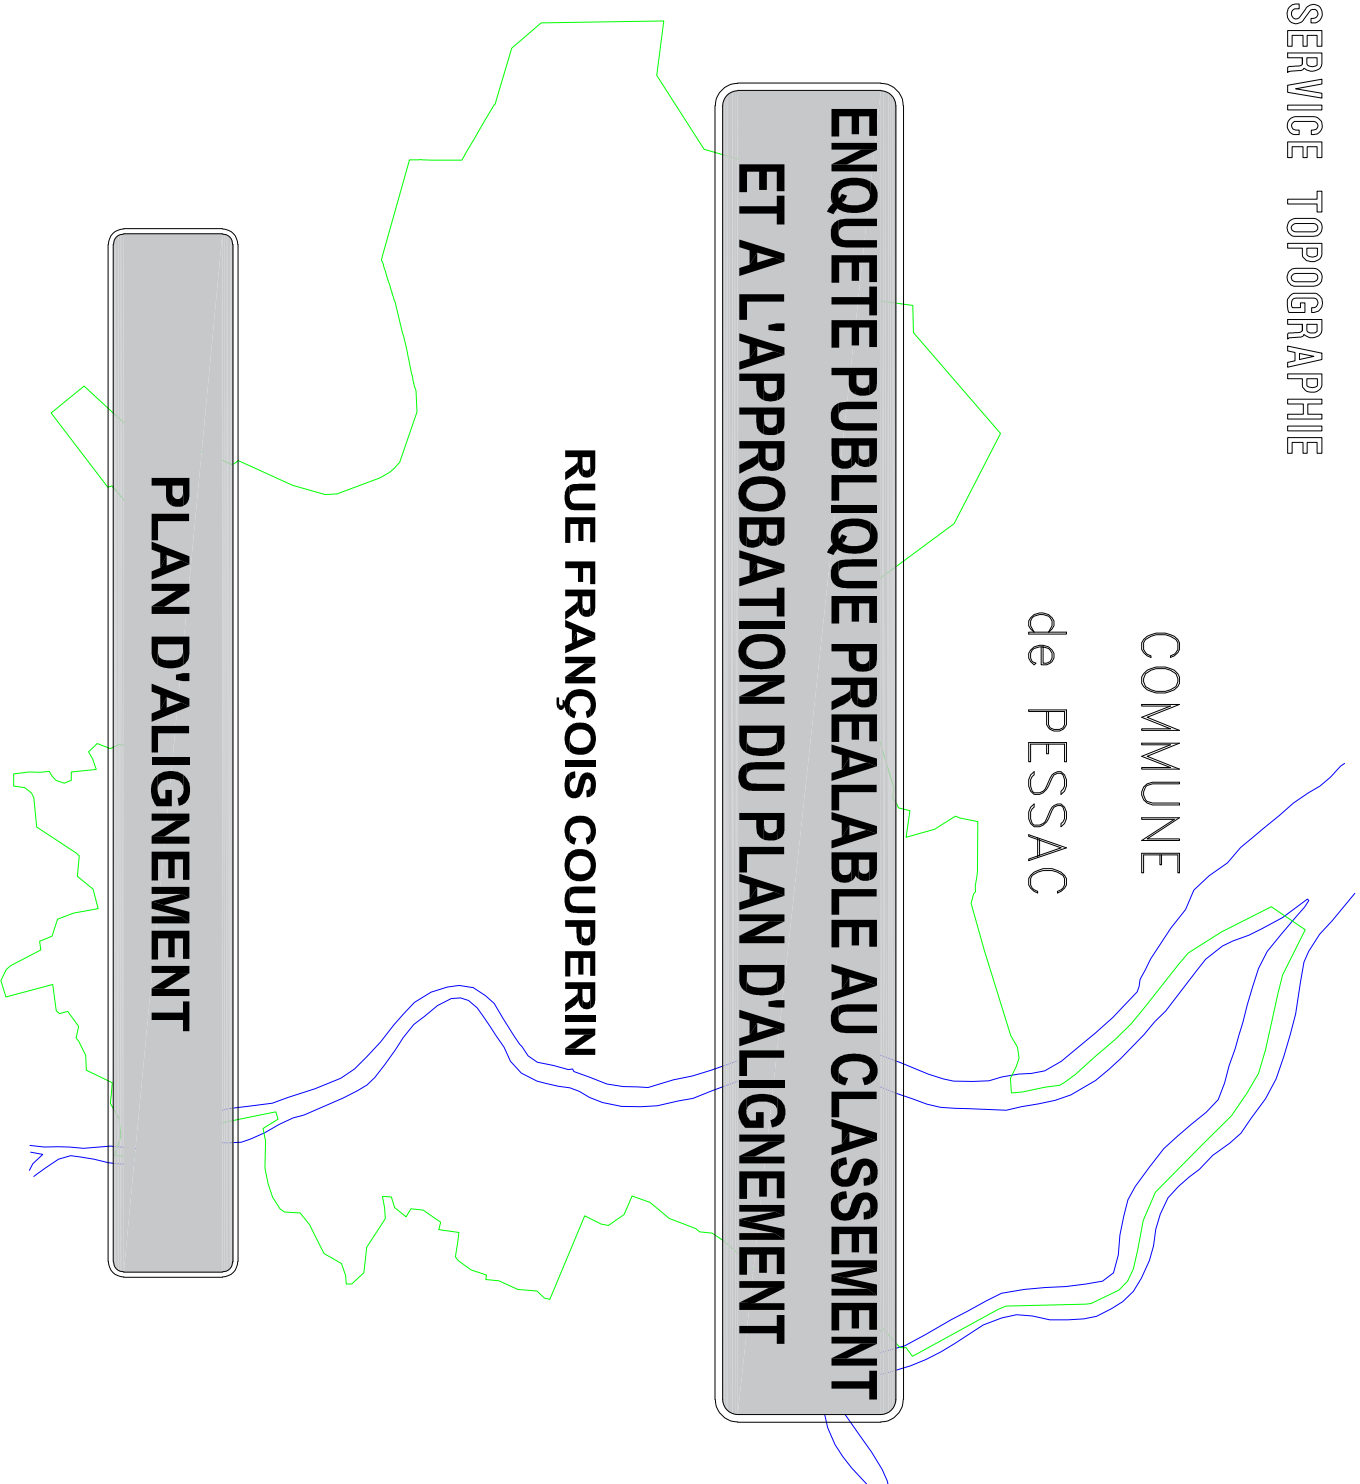 SERVICE TOPOGRAPHIE
COMMUNE
de PESSAC
ENQUETE PUBLIQUE PREALABLE AU CLASSEMENT
ET A L'APPROBATION DU PLAN D'ALIGNEMENT
RUE FRANÇOIS COUPERIN
PLAN D'ALIGNEMENT